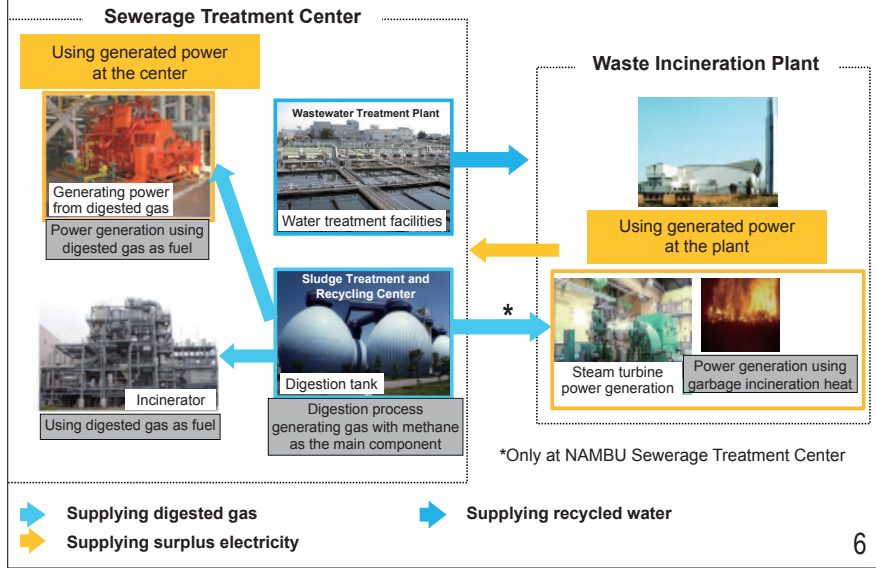 Sewerage Treatment Center
Using generated power
at the center
Generating power
from digested gas
Power generation using
digested gas as fuel
Wastewater Treatment Plant
Water treatment facilities
Incinerator
Using digested gas as fuel
Sludge Treatment and
Recycling Center
Digestion tank
Digestion process
generating gas with methane
as the main component
*
Waste Incineration Plant
Using generated power
at the plant
Steam turbine
power generation
Power generation using
garbage incineration heat
*Only at NAMBU Sewerage Treatment Center
Supplying digested gas
Supplying recycled water
Supplying surplus electricity
6